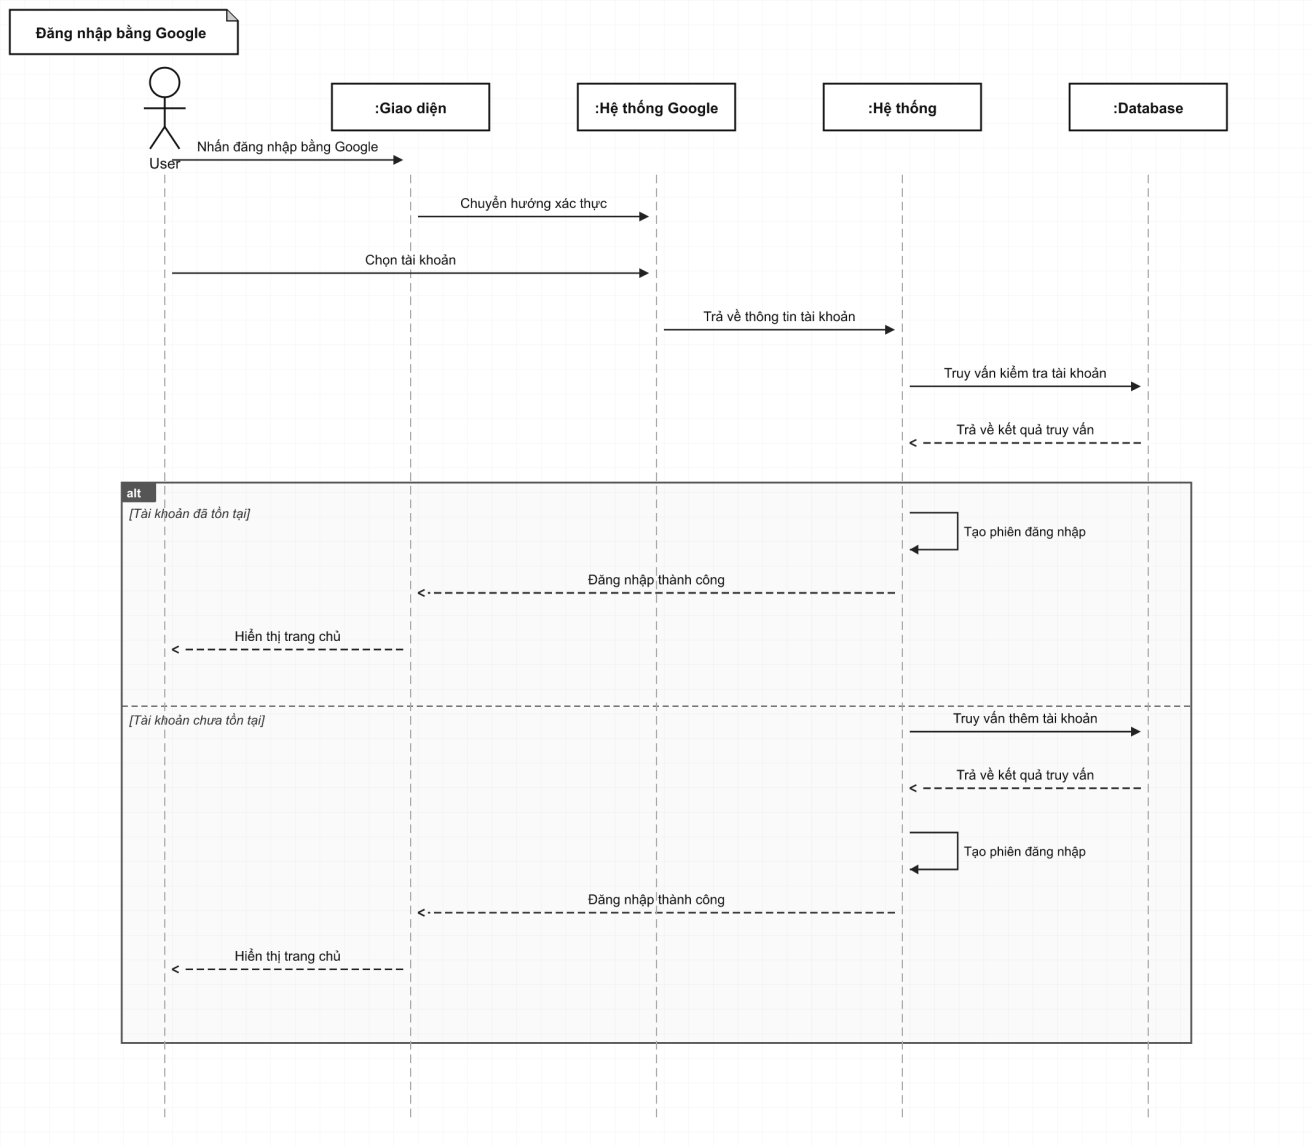 Đăng nhập bằng Google
:Giao diện
:Hệ thống Google
:Hệ thống
:Database
User
Nhấn đăng nhập bằng Google
Chuyển hướng xác thực
Chọn tài khoản
Trả về thông tin tài khoản
Truy vấn kiểm tra tài khoản
Trả về kết quả truy vấn
alt
[Tài khoản đã tồn tại]
Tạo phiên đăng nhập
Đăng nhập thành công
Hiển thị trang chủ
[Tài khoản chưa tồn tại]
Truy vấn thêm tài khoản
Trả về kết quả truy vấn
Tạo phiên đăng nhập
Đăng nhập thành công
Hiển thị trang chủ